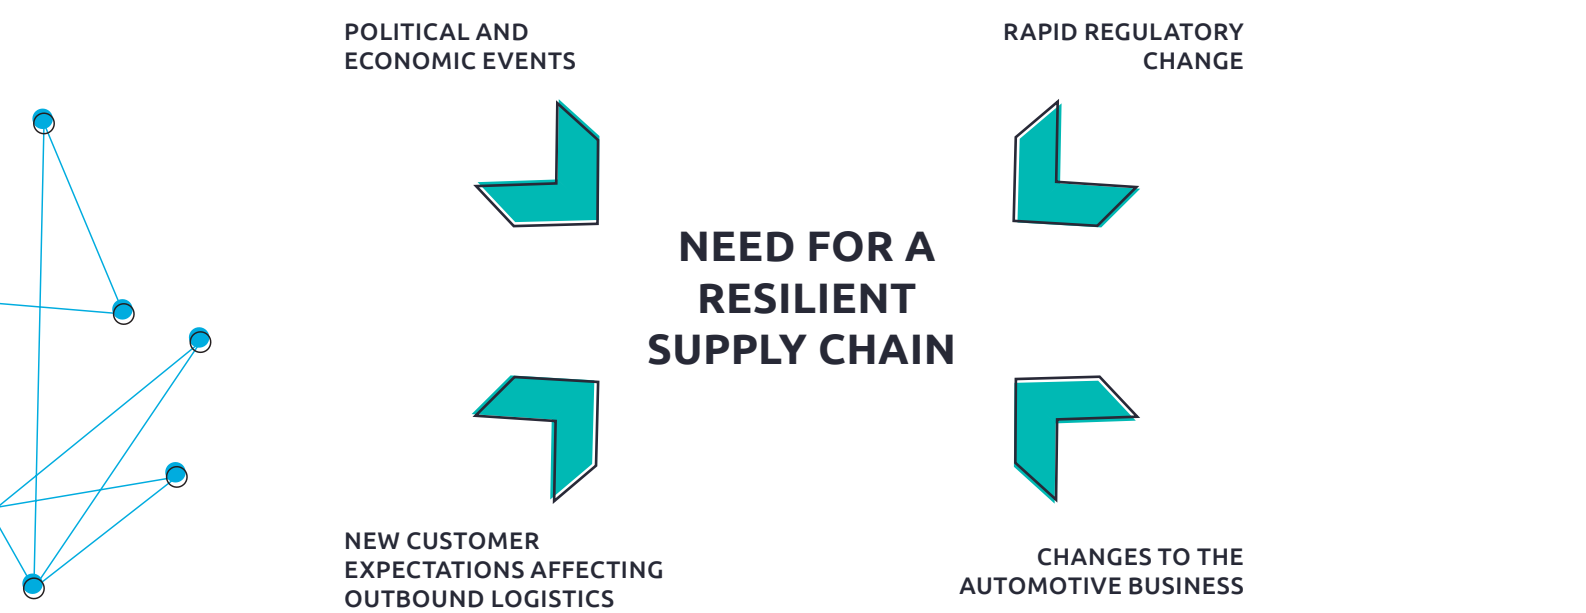 POLITICAL AND
ECONOMIC EVENTS
RAPID REGULATORY
CHANGE
NEED FOR A
RESILIENT
SUPPLY CHAIN
NEW CUSTOMER
EXPECTATIONS AFFECTING
OUTBOUND LOGISTICS
CHANGES TO THE
AUTOMOTIVE BUSINESS